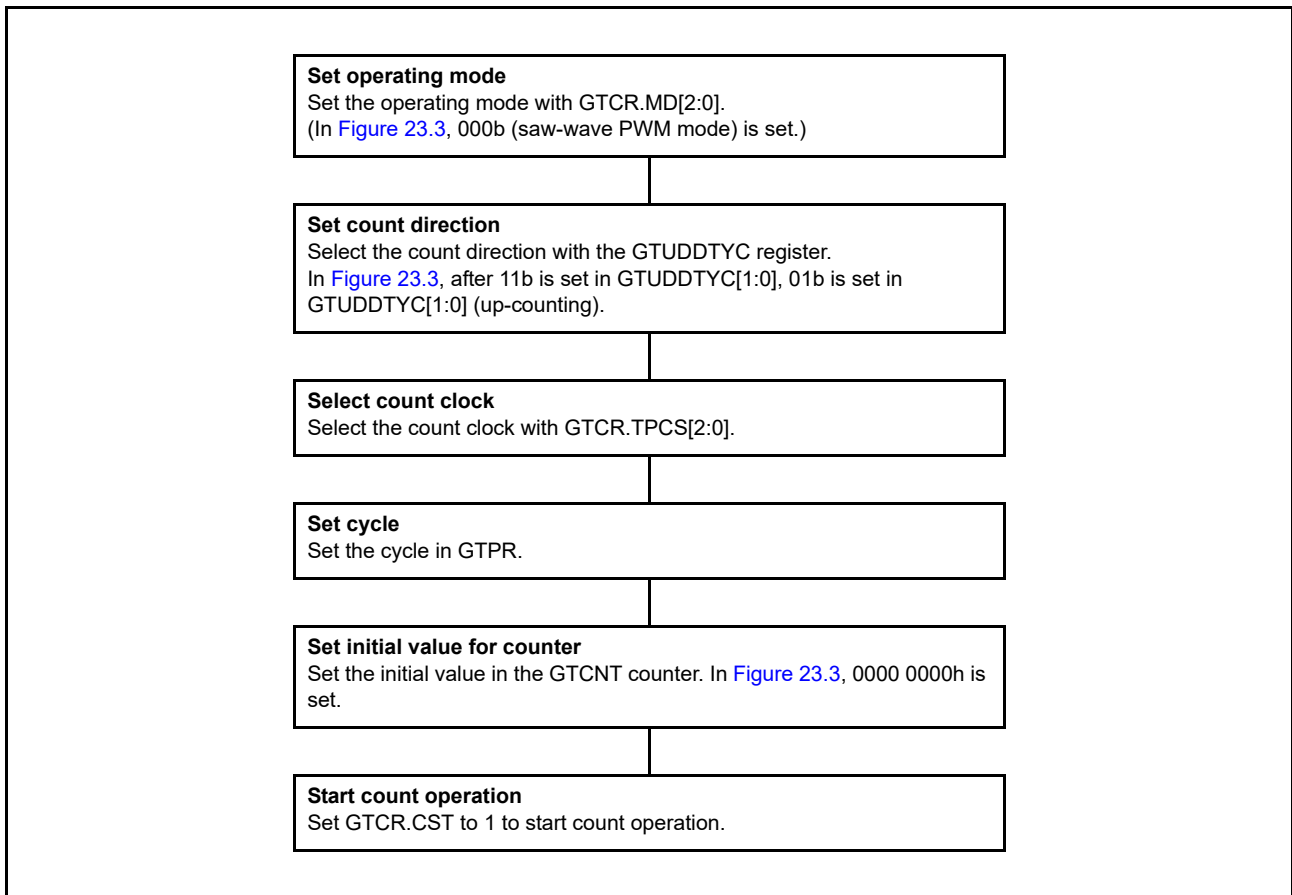 Set operating mode
Set the operating mode with GTCR.MD[2:0].
(In Figure 23.3, 000b (saw-wave PWM mode) is set.)
Set count direction
Select the count direction with the GTUDDTYC register.
In Figure 23.3, after 11b is set in GTUDDTYC[1:0], 01b is set in
GTUDDTYC[1:0] (up-counting).
Select count clock
Select the count clock with GTCR.TPCS[2:0].
Set cycle
Set the cycle in GTPR.
Set initial value for counter
Set the initial value in the GTCNT counter. In Figure 23.3, 0000 0000h is
set.
Start count operation
Set GTCR.CST to 1 to start count operation.